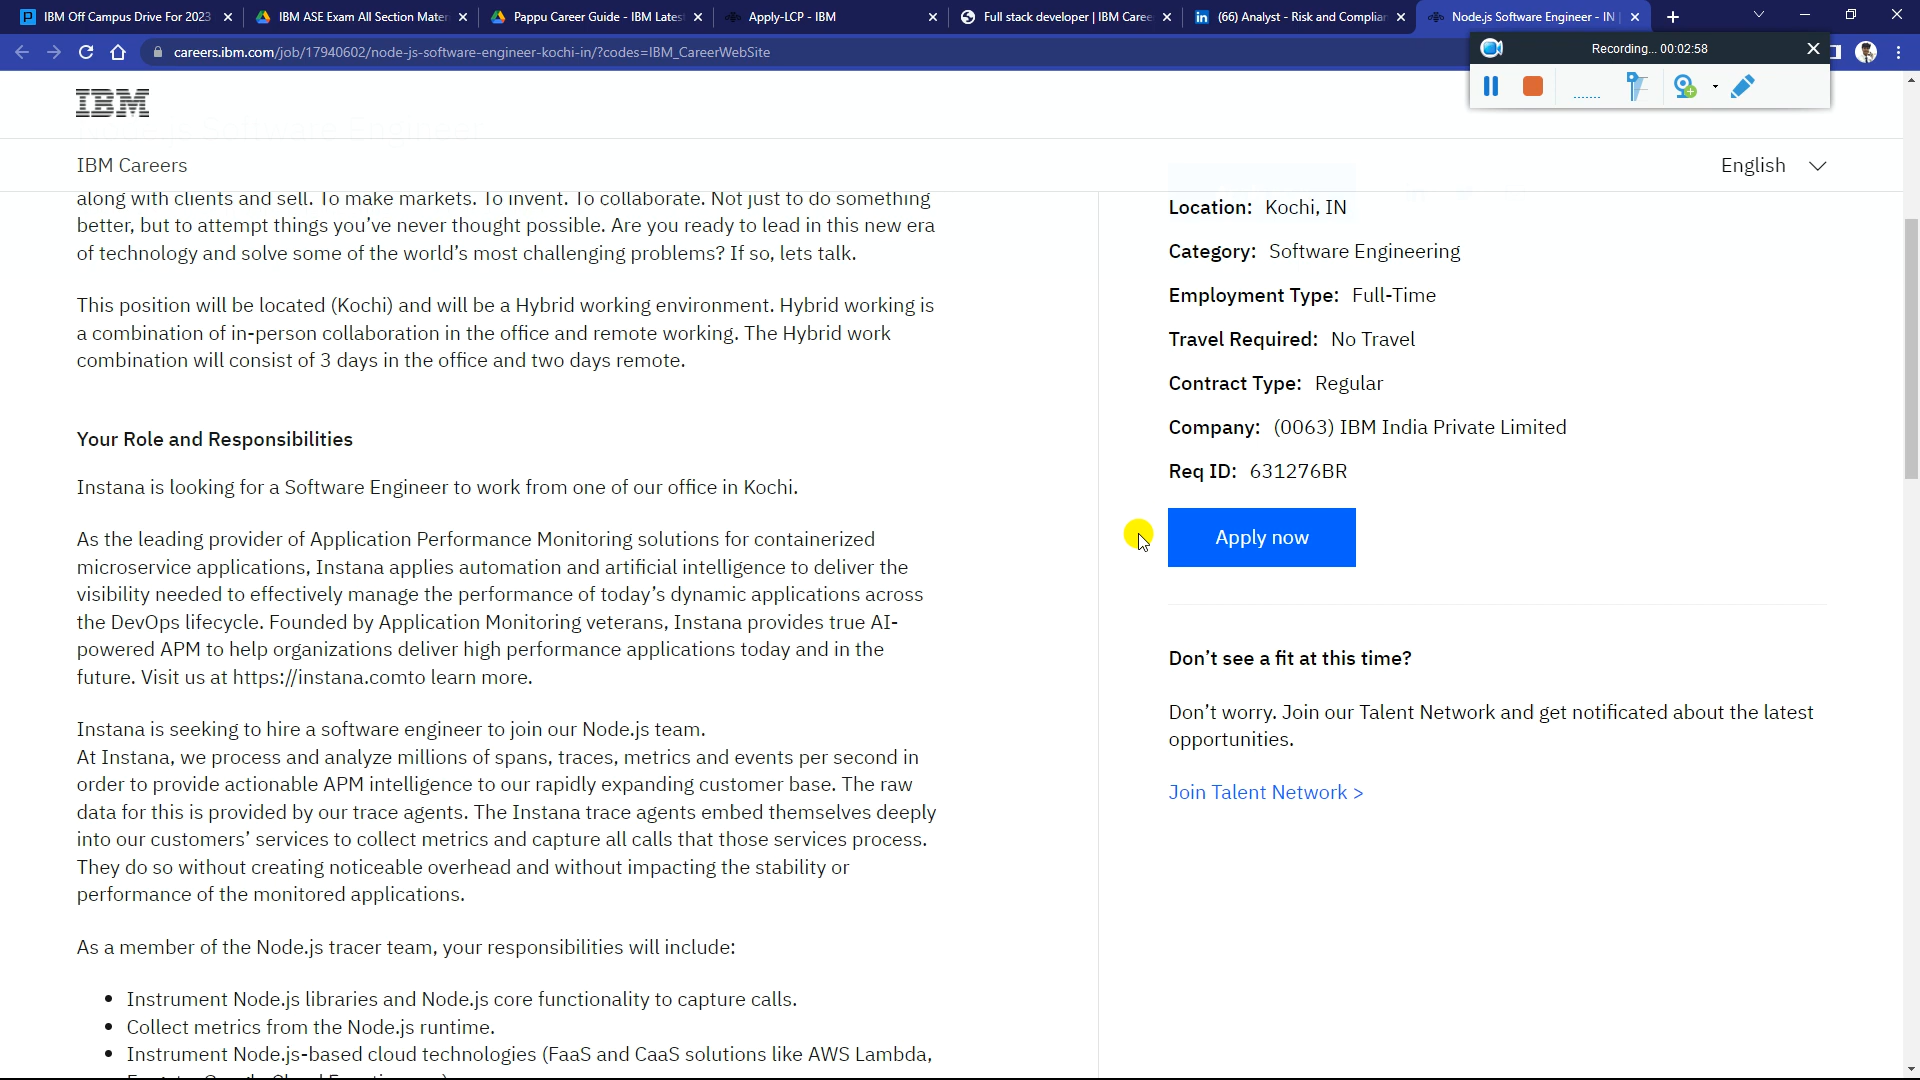 IBM Off Campus Drive For 2023
IBM ASE Exam All Section Mater
Pappu Career Guide - IBM Lates
Apply-LCP - IBM
Full stack developer | IBM Caree
(66) Analyst - Risk and Complian
Node.js Software Engineer - IN
careers.ibm.com/job/17940602/node-js-software-engineer-kochi-in/?codes=IBM_CareerWebSite
Recording... 00:02:58
IBM
Node.js Software Engineer
IBM Careers
English
along with clients and sell. To make markets. To invent. To collaborate. Not just to do something
better, but to attempt things you’ve never thought possible. Are you ready to lead in this new era
of technology and solve some of the world’s most challenging problems? If so, lets talk.
This position will be located (Kochi) and will be a Hybrid working environment. Hybrid working is
a combination of in-person collaboration in the office and remote working. The Hybrid work
combination will consist of 3 days in the office and two days remote.
Your Role and Responsibilities
Instana is looking for a Software Engineer to work from one of our office in Kochi.
As the leading provider of Application Performance Monitoring solutions for containerized
microservice applications, Instana applies automation and artificial intelligence to deliver the
visibility needed to effectively manage the performance of today’s dynamic applications across
the DevOps lifecycle. Founded by Application Monitoring veterans, Instana provides true AI-
powered APM to help organizations deliver high performance applications today and in the
future. Visit us at https://instana.comto learn more.
Instana is seeking to hire a software engineer to join our Node.js team.
At Instana, we process and analyze millions of spans, traces, metrics and events per second in
order to provide actionable APM intelligence to our rapidly expanding customer base. The raw
data for this is provided by our trace agents. The Instana trace agents embed themselves deeply
into our customers’ services to collect metrics and capture all calls that those services process.
They do so without creating noticeable overhead and without impacting the stability or
performance of the monitored applications.
As a member of the Node.js tracer team, your responsibilities will include:
• Instrument Node.js libraries and Node.js core functionality to capture calls.
• Collect metrics from the Node.js runtime.
• Instrument Node.js-based cloud technologies (FaaS and CaaS solutions like AWS Lambda,
Location: Kochi, IN
Category: Software Engineering
Employment Type: Full-Time
Travel Required: No Travel
Contract Type: Regular
Company: (0063) IBM India Private Limited
Req ID: 631276BR
Apply now
Don’t see a fit at this time?
Don’t worry. Join our Talent Network and get notificated about the latest
opportunities.
Join Talent Network >